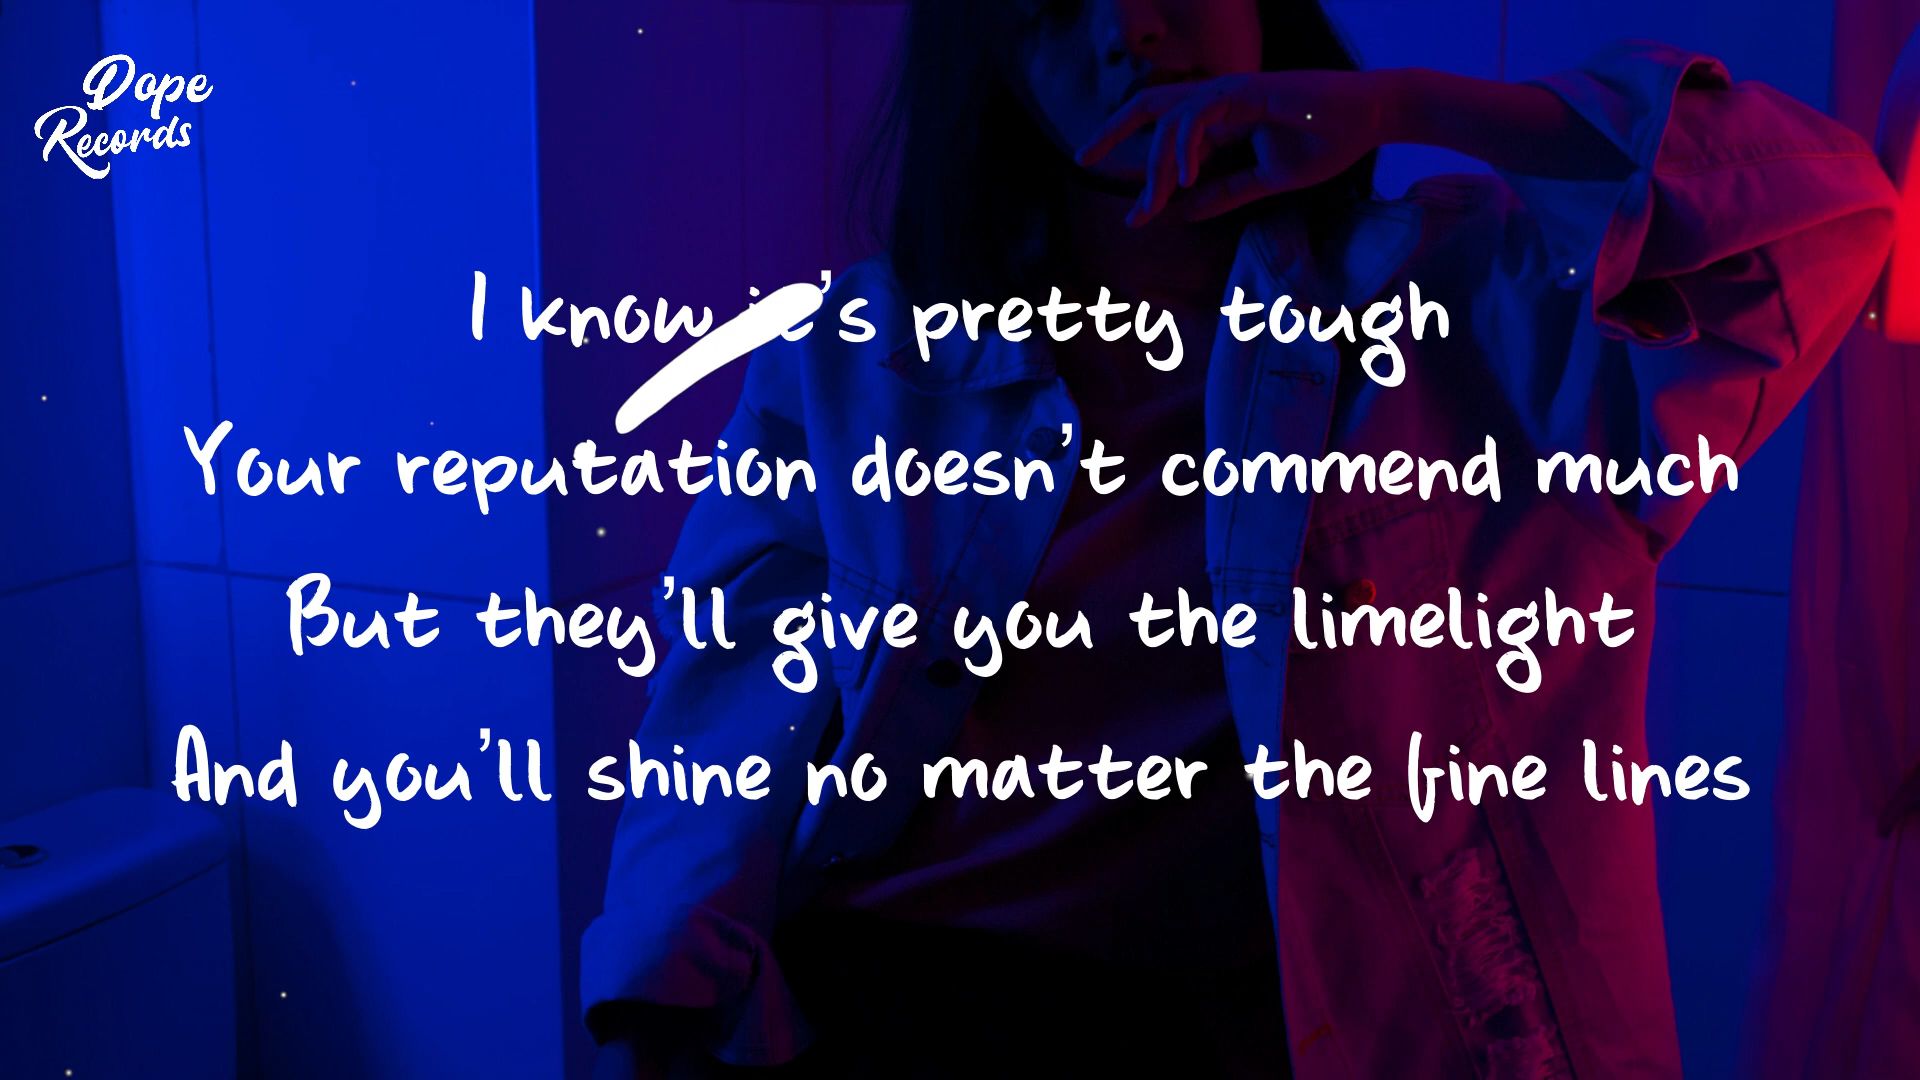 Dope
Records
I know it's pretty tough
Your reputation doesn't commend much
But they'll give you the limelight
And you'll shine no matter the fine lines